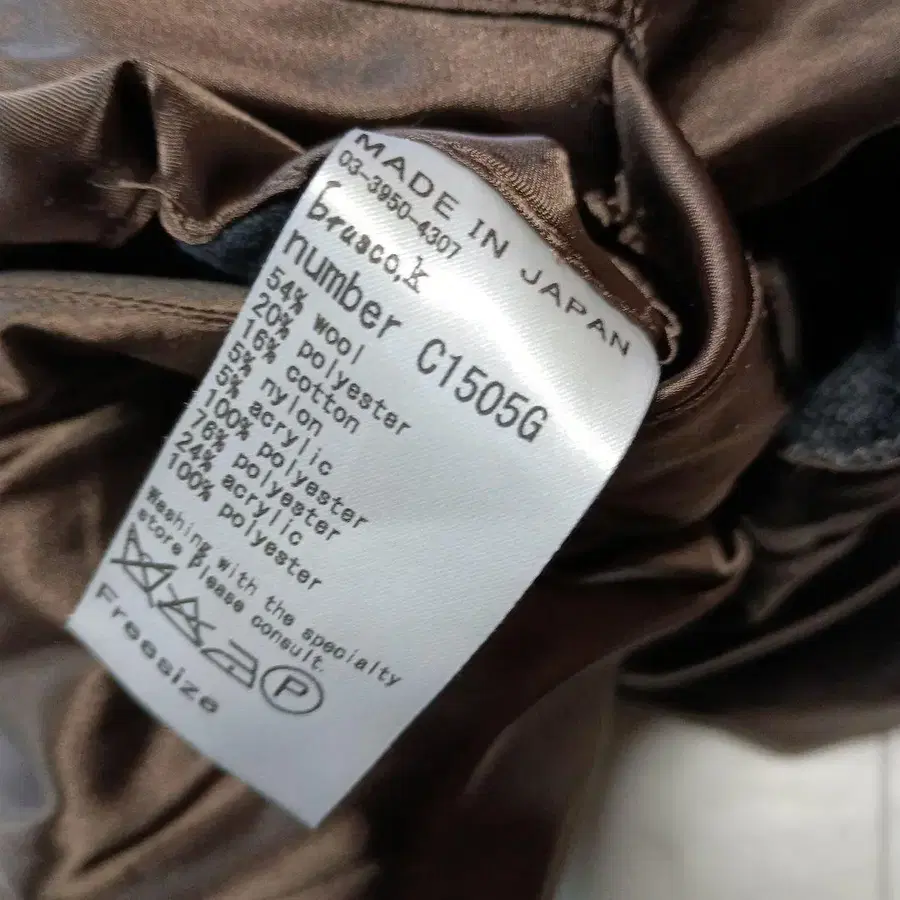 MADE IN JAPAN
03-3950-4307
brusco,k
number C1505G
54% wool
20% polyester
16% cotton
5% nylon
5% acrylic
100% polyester
76% polyester
24% acrylic
100% polyester
Washing with the specialty
store please consult.
P
Freesize